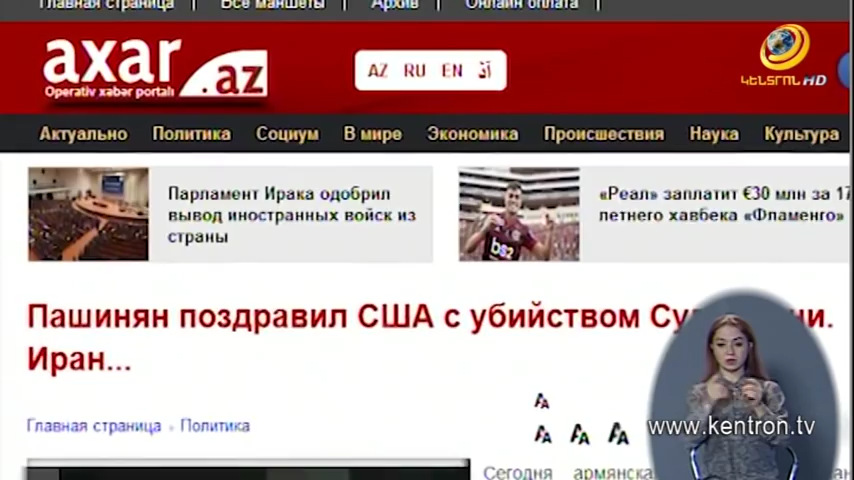 Главная страница | Все маншеты | Архив | Онлайн оплата |
axar.az
Operativ xəbər portalı
AZ RU EN
ԿԵՆՏՐՈՆ HD
Актуально Политика Социум В мире Экономика Происшествия Наука Культура
Парламент Ирака одобрил
вывод иностранных войск из
страны
«Реал» заплатит €30 млн за 17
летнего хавбека «Фламенго»
bs2
Пашинян поздравил США с убийством
Иран...
Главная страница » Политика
A
A A A
www.kentron.tv
Сегодня